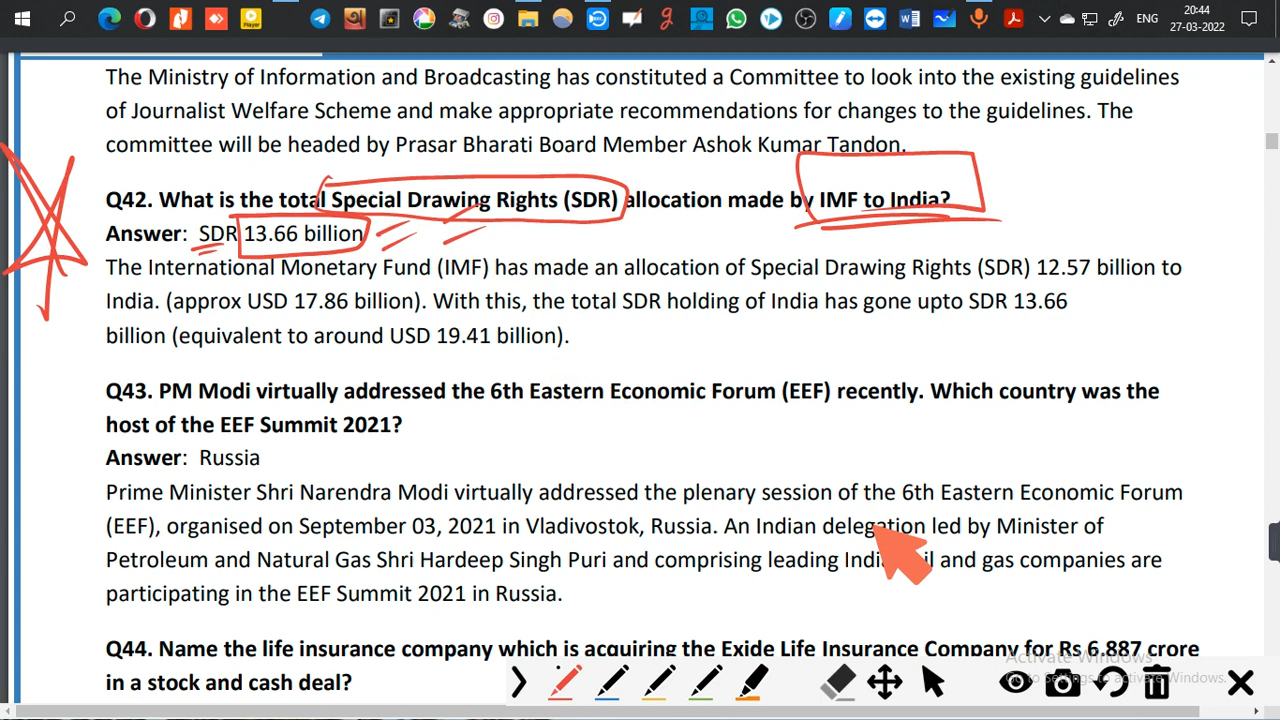 20:44
ENG
27-03-2022
The Ministry of Information and Broadcasting has constituted a Committee to look into the existing guidelines
of Journalist Welfare Scheme and make appropriate recommendations for changes to the guidelines. The
committee will be headed by Prasar Bharati Board Member Ashok Kumar Tandon.
Q42. What is the total Special Drawing Rights (SDR) allocation made by IMF to India?
Answer: SDR 13.66 billion
The International Monetary Fund (IMF) has made an allocation of Special Drawing Rights (SDR) 12.57 billion to
India. (approx USD 17.86 billion). With this, the total SDR holding of India has gone upto SDR 13.66
billion (equivalent to around USD 19.41 billion).
Q43. PM Modi virtually addressed the 6th Eastern Economic Forum (EEF) recently. Which country was the
host of the EEF Summit 2021?
Answer: Russia
Prime Minister Shri Narendra Modi virtually addressed the plenary session of the 6th Eastern Economic Forum
(EEF), organised on September 03, 2021 in Vladivostok, Russia. An Indian delegation led by Minister of
Petroleum and Natural Gas Shri Hardeep Singh Puri and comprising leading and gas companies are
participating in the EEF Summit 2021 in Russia.
Q44. Name the life insurance company which is acquiring the Exide Life Insurance Company for Rs 6,887 crore
in a stock and cash deal?
Activate Windows
Go to Settings to activate Windows.